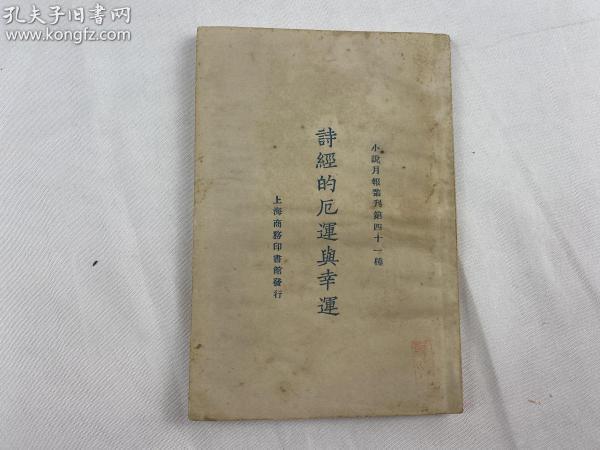 孔夫子旧书网
www.kongfz.com
小說月報叢刊第四十一種
詩經的厄運與幸運
上海商務印書館發行